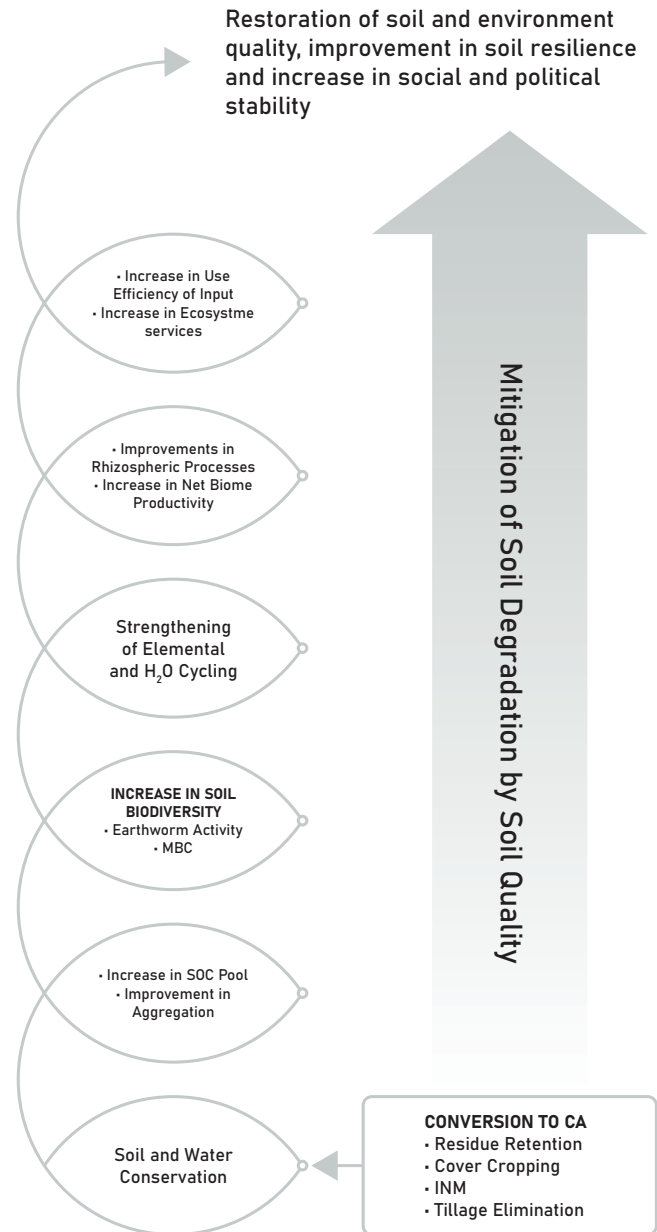 Restoration of soil and environment
quality, improvement in soil resilience
and increase in social and political
stability
• Increase in Use
Efficiency of Input
• Increase in Ecosystme
services
• Improvements in
Rhizospheric Processes
• Increase in Net Biome
Productivity
Strengthening
of Elemental
and H₂O Cycling
INCREASE IN SOIL
BIODIVERSITY
• Earthworm Activity
• MBC
• Increase in SOC Pool
• Improvement in
Aggregation
Soil and Water
Conservation
Mitigation of Soil Degradation by Soil Quality
CONVERSION TO CA
• Residue Retention
• Cover Cropping
• INM
• Tillage Elimination